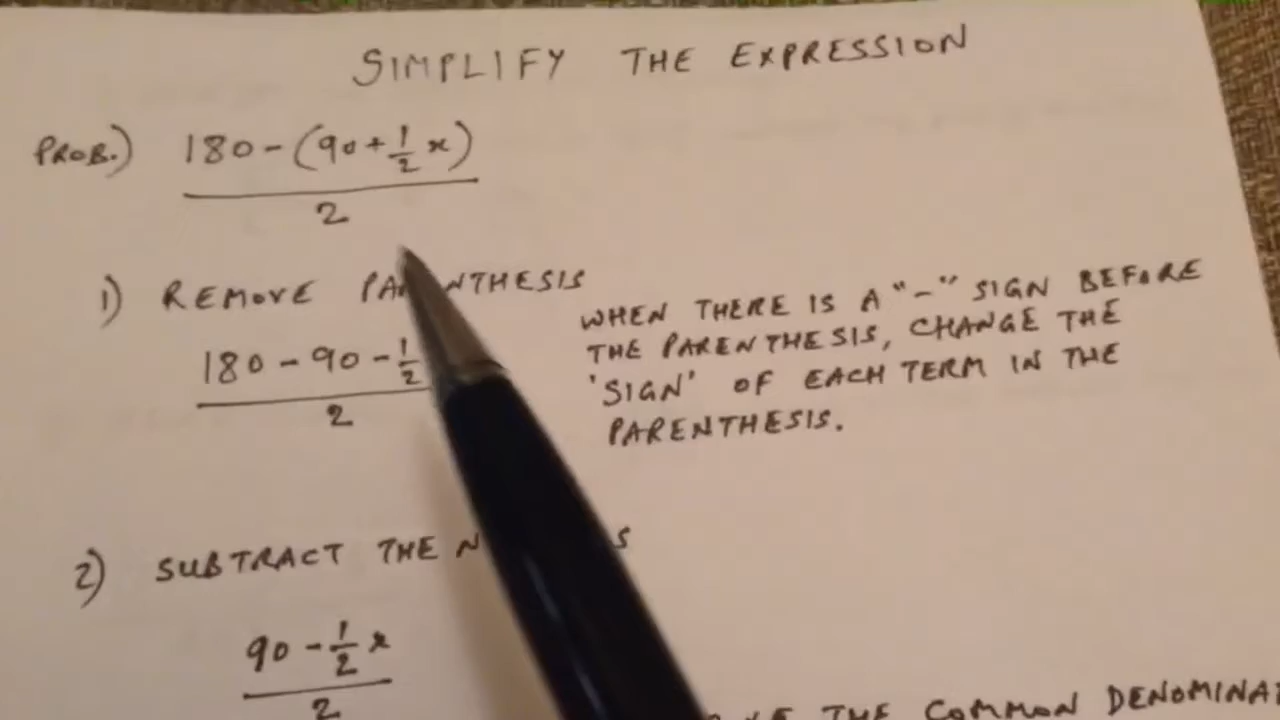 SIMPLIFY THE EXPRESSION
PROB.) 180 - (90 + 1/2 x)
2
1) REMOVE PARENTHESIS
180 - 90 - 1/2
2
WHEN THERE IS A "-" SIGN BEFORE
THE PARENTHESIS, CHANGE THE
'SIGN' OF EACH TERM IN THE
PARENTHESIS.
2) SUBTRACT THE
90 - 1/2 x
2
THE COMMON